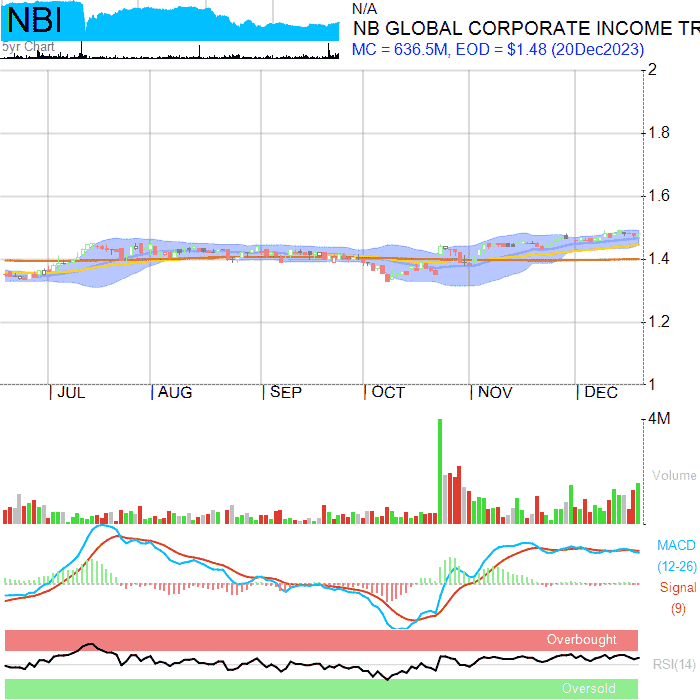 NBI
5yr Chart
N/A
NB GLOBAL CORPORATE INCOME TR
MC = 636.5M, EOD = $1.48 (20Dec2023)
2
1.8
1.6
1.4
1.2
1
JUL AUG SEP OCT NOV DEC
4M
Volume
MACD
(12-26)
Signal
(9)
Overbought
RSI(14)
Oversold